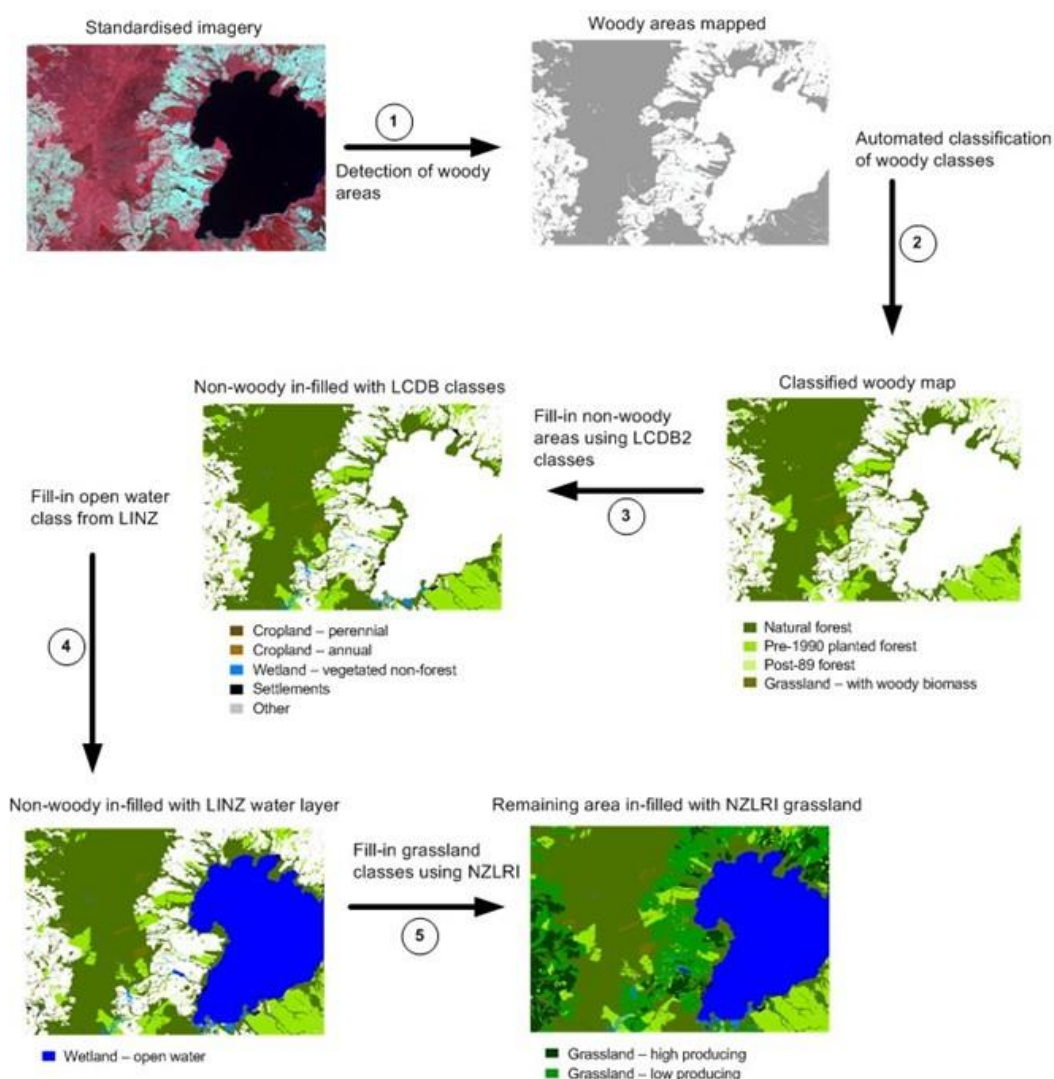 Standardised imagery
Woody areas mapped
1
Detection of woody
areas
Automated classification
of woody classes
2
Classified woody map
Natural forest
Pre-1990 planted forest
Post-89 forest
Grassland – with woody biomass
Fill-in non-woody
areas using LCDB2
classes
3
Non-woody in-filled with LCDB classes
Cropland – perennial
Cropland – annual
Wetland – vegetated non-forest
Settlements
Other
Fill-in open water
class from LINZ
4
Non-woody in-filled with LINZ water layer
Wetland – open water
Fill-in grassland
classes using NZLRI
5
Remaining area in-filled with NZLRI grassland
Grassland – high producing
Grassland – low producing